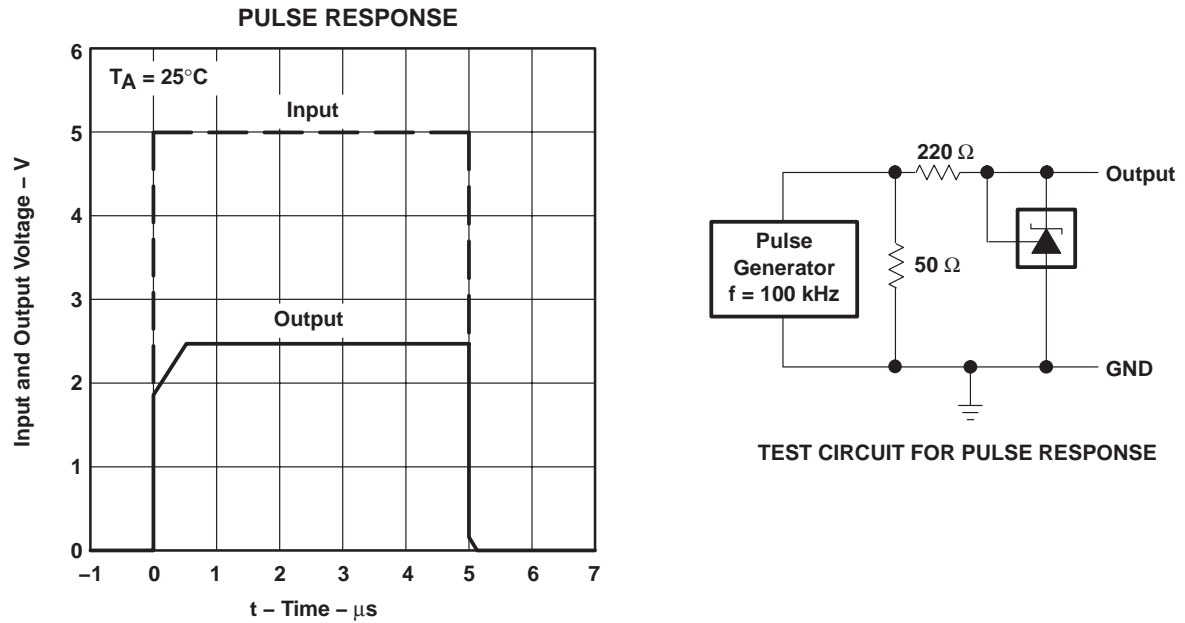 PULSE RESPONSE
6
5
4
3
2
1
0
Input and Output Voltage – V
TA = 25°C
Input
Output
–1 0 1 2 3 4 5 6 7
t – Time – μs
220 Ω
Output
Pulse
Generator
f = 100 kHz
50 Ω
GND
TEST CIRCUIT FOR PULSE RESPONSE